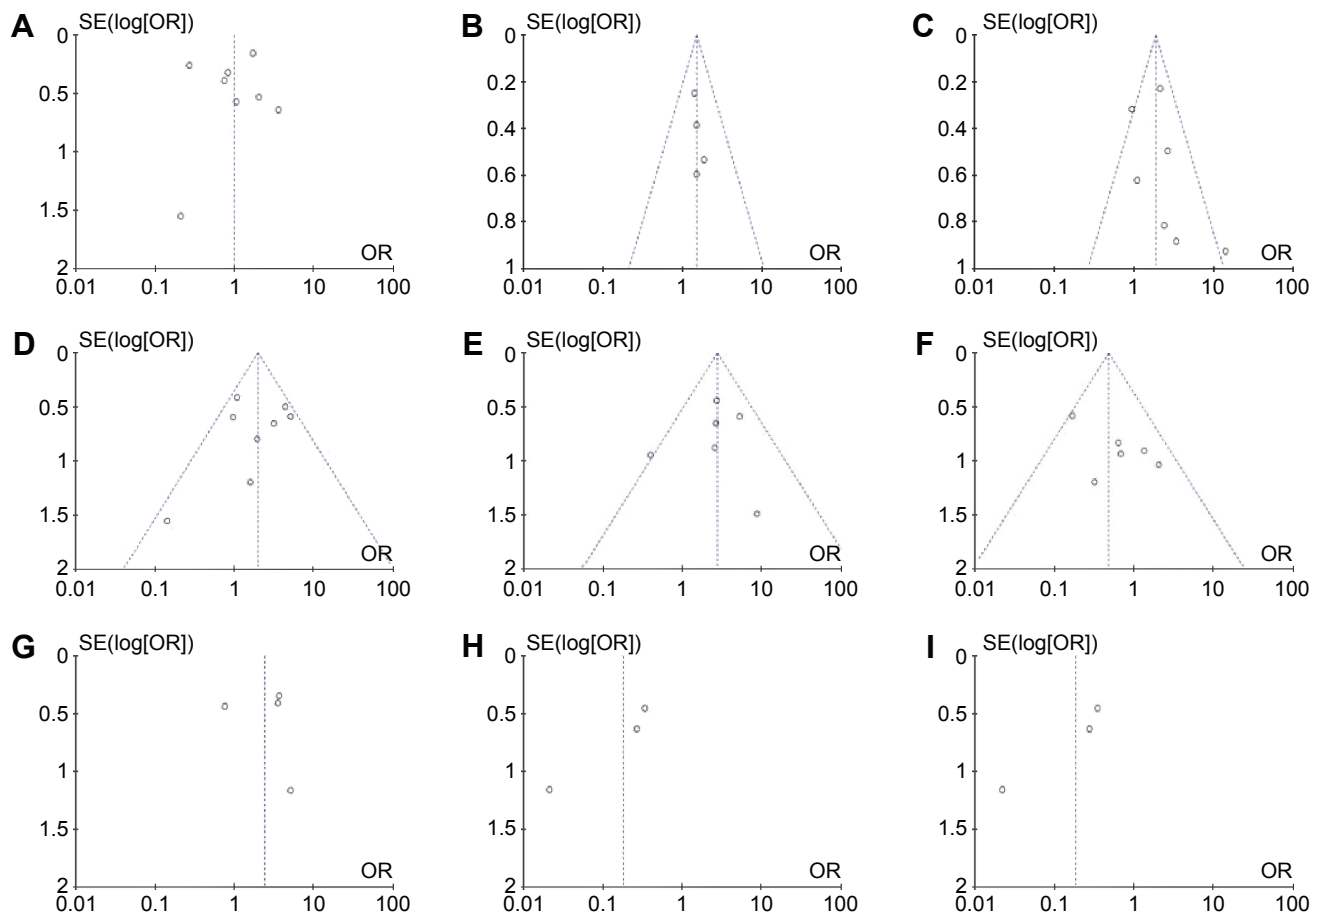 A SE(log[OR])
0
0.5
1
1.5
2
OR
0.01 0.1 1 10 100
B SE(log[OR])
0
0.2
0.4
0.6
0.8
1
OR
0.01 0.1 1 10 100
C SE(log[OR])
0
0.2
0.4
0.6
0.8
1
OR
0.01 0.1 1 10 100
D SE(log[OR])
0
0.5
1
1.5
2
OR
0.01 0.1 1 10 100
E SE(log[OR])
0
0.5
1
1.5
2
OR
0.01 0.1 1 10 100
F SE(log[OR])
0
0.5
1
1.5
2
OR
0.01 0.1 1 10 100
G SE(log[OR])
0
0.5
1
1.5
2
OR
0.01 0.1 1 10 100
H SE(log[OR])
0
0.5
1
1.5
2
OR
0.01 0.1 1 10 100
I SE(log[OR])
0
0.5
1
1.5
2
OR
0.01 0.1 1 10 100